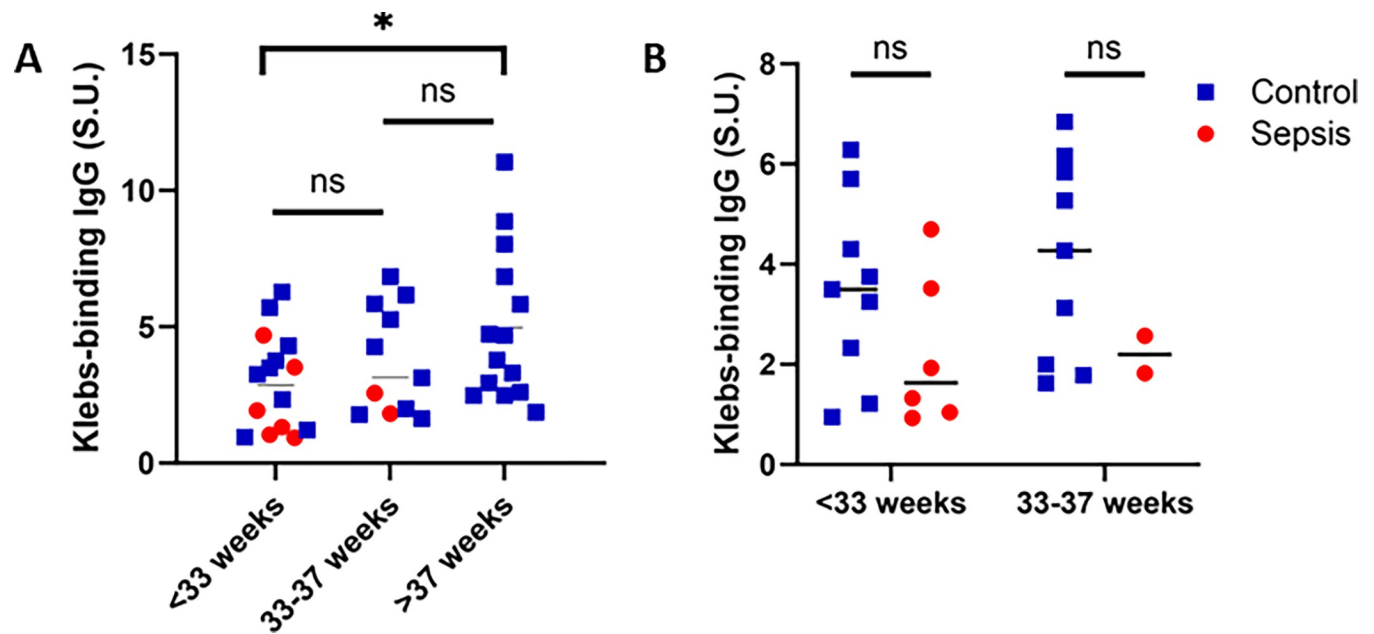 A
Klebs-binding IgG (S.U.)
15
10
5
0
*
ns
ns
<33 weeks
33-37 weeks
>37 weeks
B
Klebs-binding IgG (S.U.)
8
6
4
2
0
ns
ns
<33 weeks
33-37 weeks
Control
Sepsis